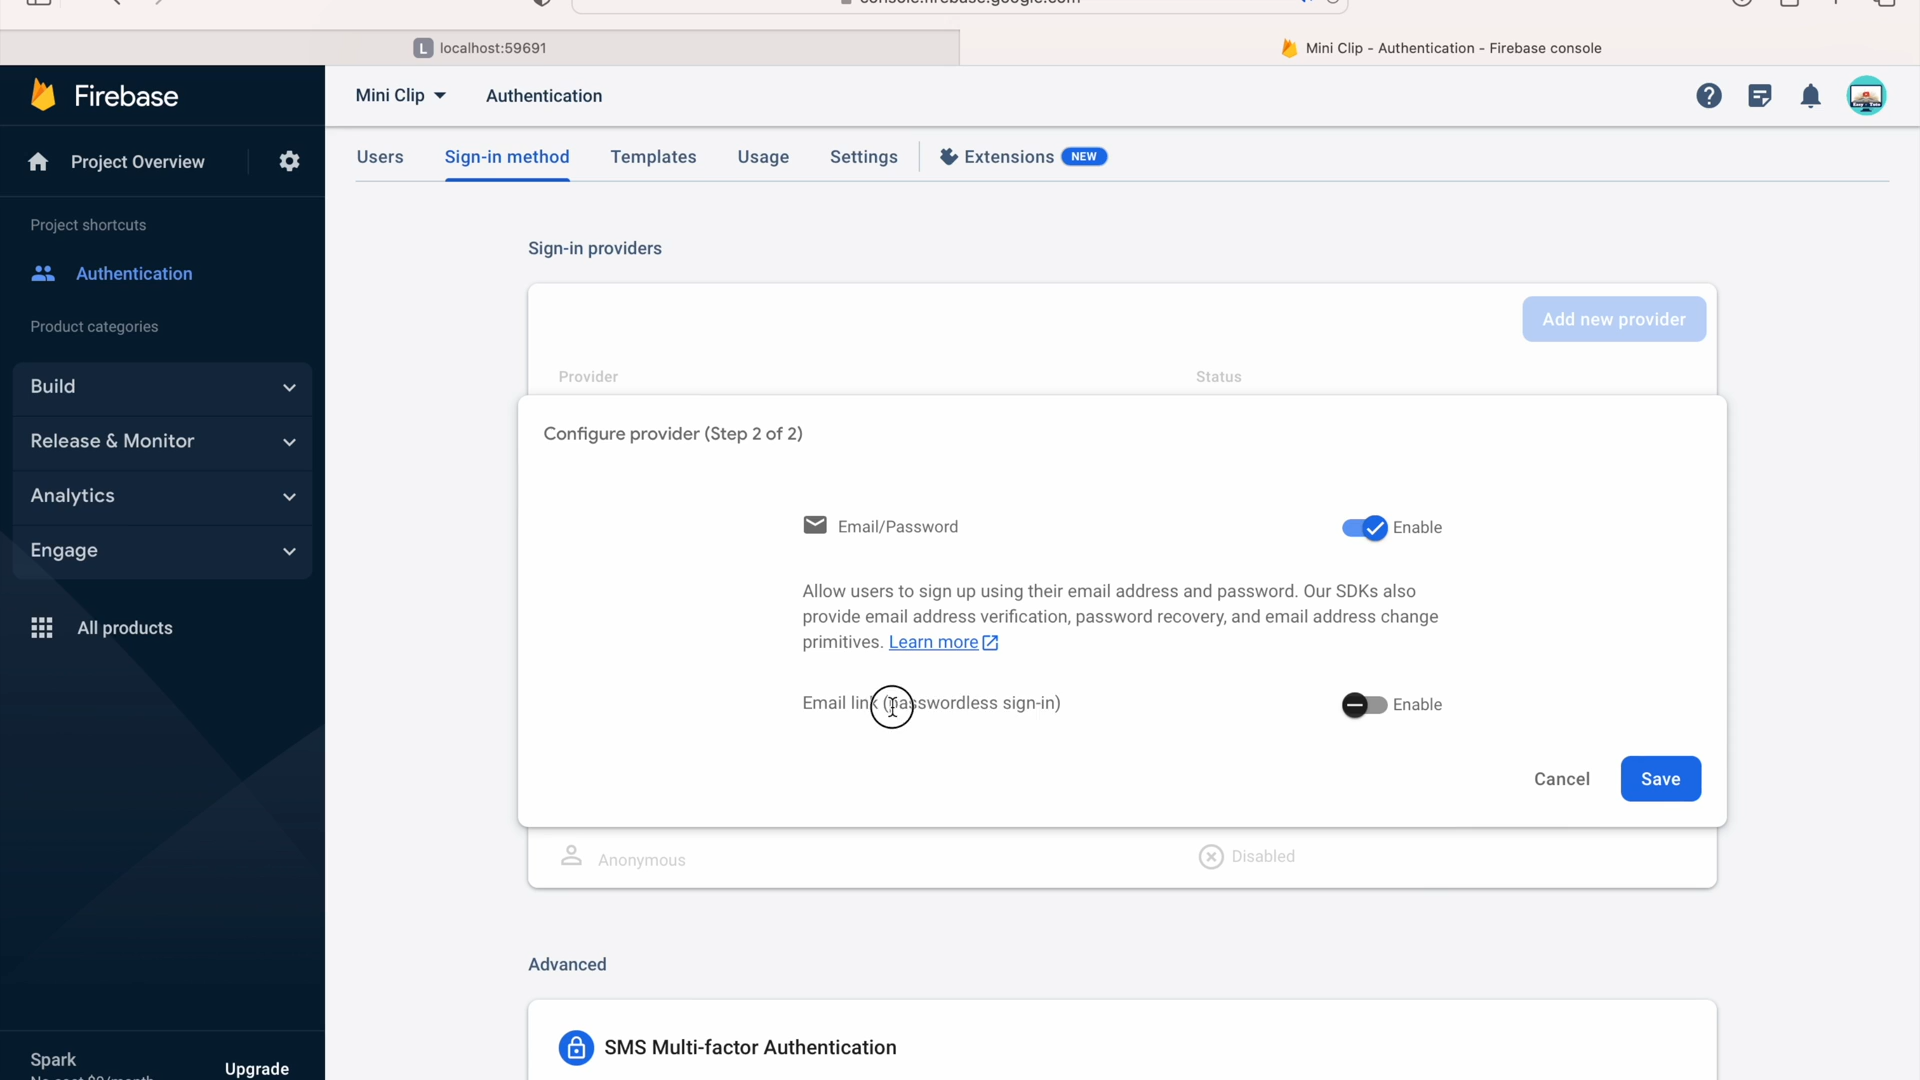 console.firebase.google.com
L localhost:59691
Mini Clip - Authentication - Firebase console
Firebase
Mini Clip
Authentication
Project Overview
Users
Sign-in method
Templates
Usage
Settings
Extensions
NEW
Project shortcuts
Authentication
Product categories
Build
Release & Monitor
Analytics
Engage
All products
Spark
No cost $0/month
Upgrade
Sign-in providers
Add new provider
Provider
Status
Configure provider (Step 2 of 2)
Email/Password
Enable
Allow users to sign up using their email address and password. Our SDKs also
provide email address verification, password recovery, and email address change
primitives. Learn more
Email link (passwordless sign-in)
Enable
Cancel
Save
Anonymous
Disabled
Advanced
SMS Multi-factor Authentication